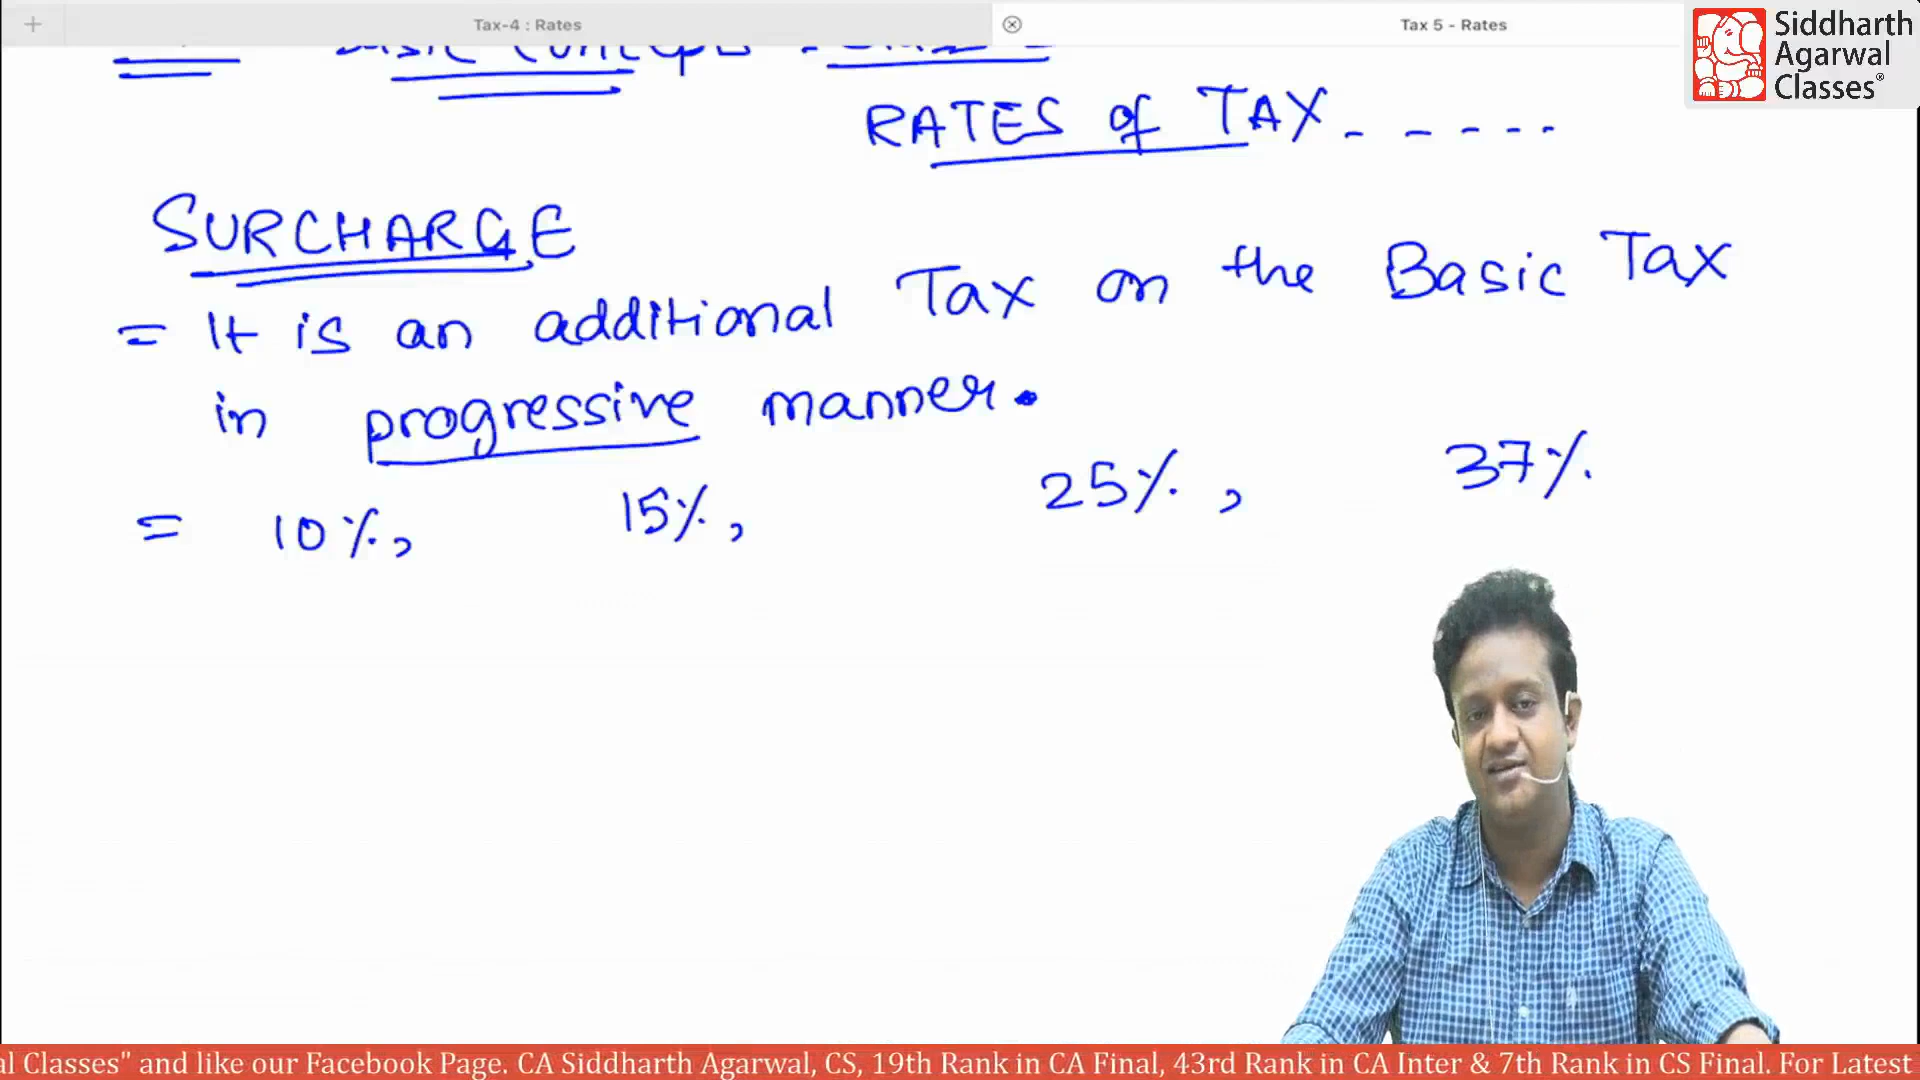 Tax-4 : Rates
Tax 5 - Rates
Siddharth
Agarwal
Classes®
Basic Concepts
RATES of TAX - - - - -
SURCHARGE
= It is an additional Tax on the Basic Tax
in progressive manner.
= 10%, 15%, 25%, 37%
al Classes" and like our Facebook Page. CA Siddharth Agarwal, CS, 19th Rank in CA Final, 43rd Rank in CA Inter & 7th Rank in CS Final. For Latest